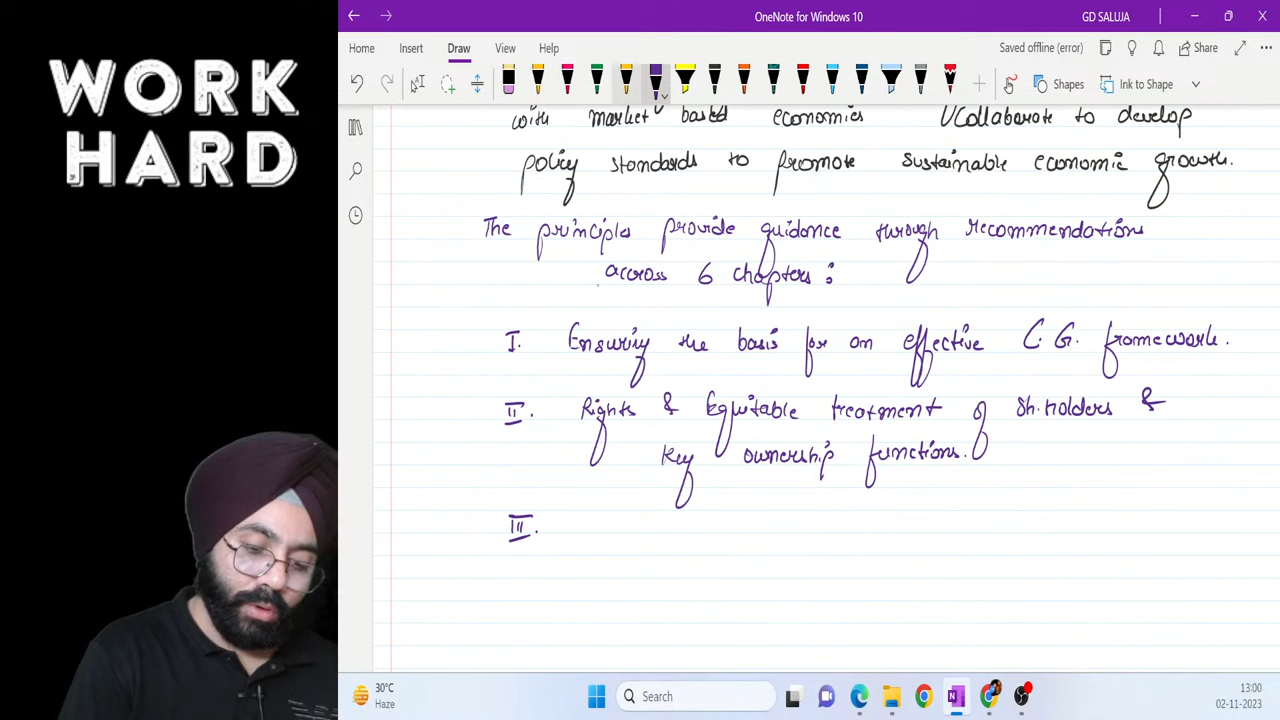 WORK
HARD
OneNote for Windows 10
GD SALUJA
Home Insert Draw View Help
Saved offline (error)
Share
Shapes
Ink to Shape
with market based economics Collaborate to develop
policy standards to promote sustainable economic growth.
The principles provide guidance through recommendations
across 6 chapters :
I. Ensuring the basis for an effective C.G. framework.
II. Rights & Equitable treatment of Sh.holders &
key ownership functions.
III.
30°C
Haze
Search
13:00
02-11-2023